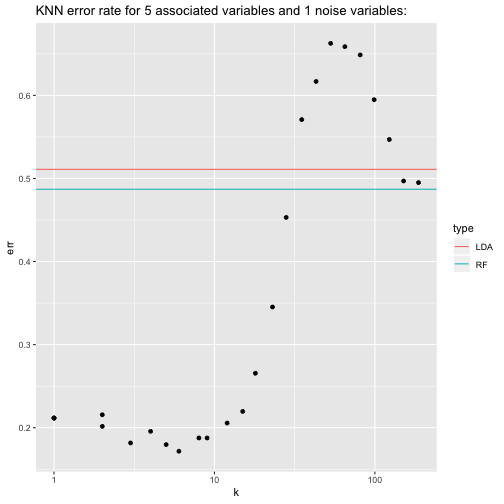 KNN error rate for 5 associated variables and 1 noise variables:
0.6
0.5
0.4
0.3
0.2
err
1
10
100
k
type
LDA
RF